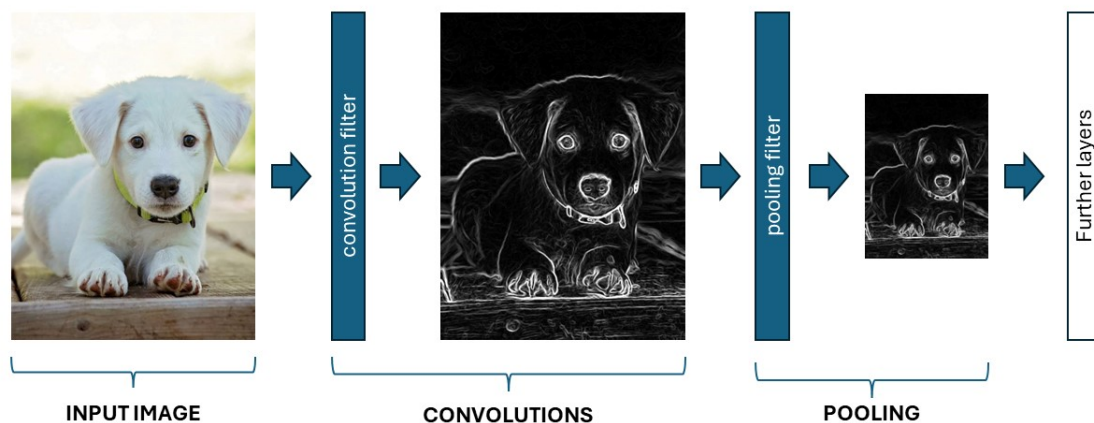 convolution filter
pooling filter
Further layers
INPUT IMAGE
CONVOLUTIONS
POOLING